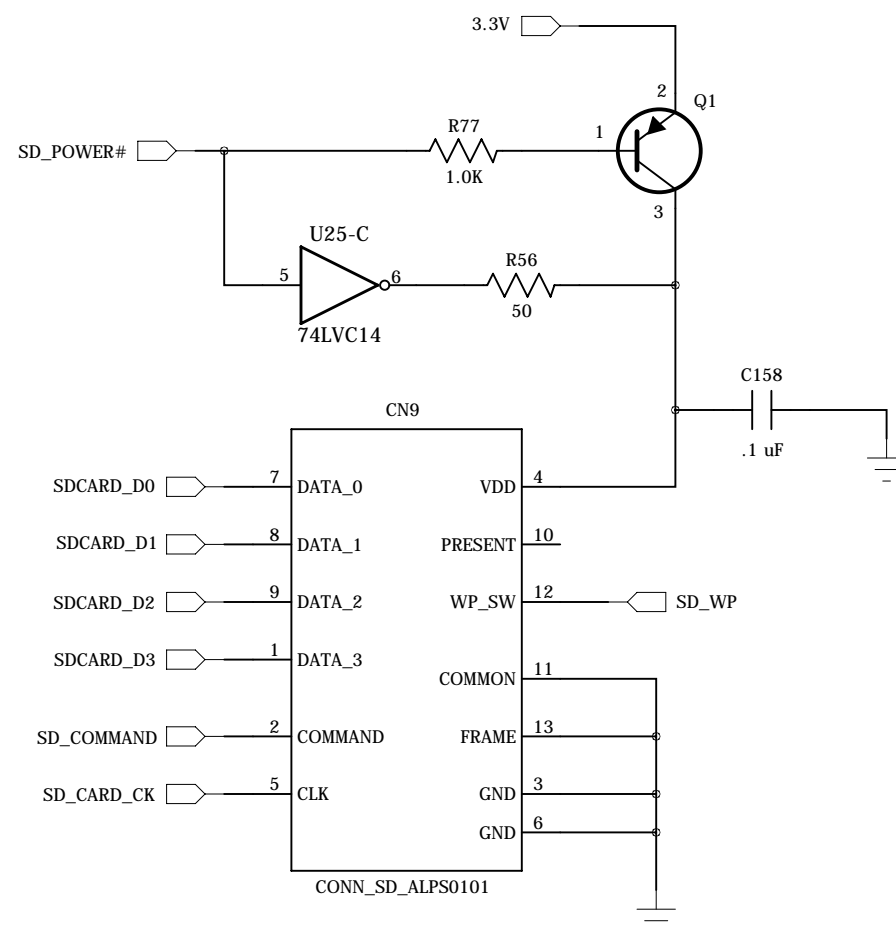 3.3V
2
Q1
1
R77
SD_POWER#
1.0K
3
U25-C
5
6
R56
50
74LVC14
C158
.1 uF
CN9
SDCARD_D0
7
DATA_0
VDD
4
SDCARD_D1
8
DATA_1
PRESENT
10
SDCARD_D2
9
DATA_2
WP_SW
12
SD_WP
SDCARD_D3
1
DATA_3
COMMON
11
SD_COMMAND
2
COMMAND
FRAME
13
SD_CARD_CK
5
CLK
GND
3
GND
6
CONN_SD_ALPS0101